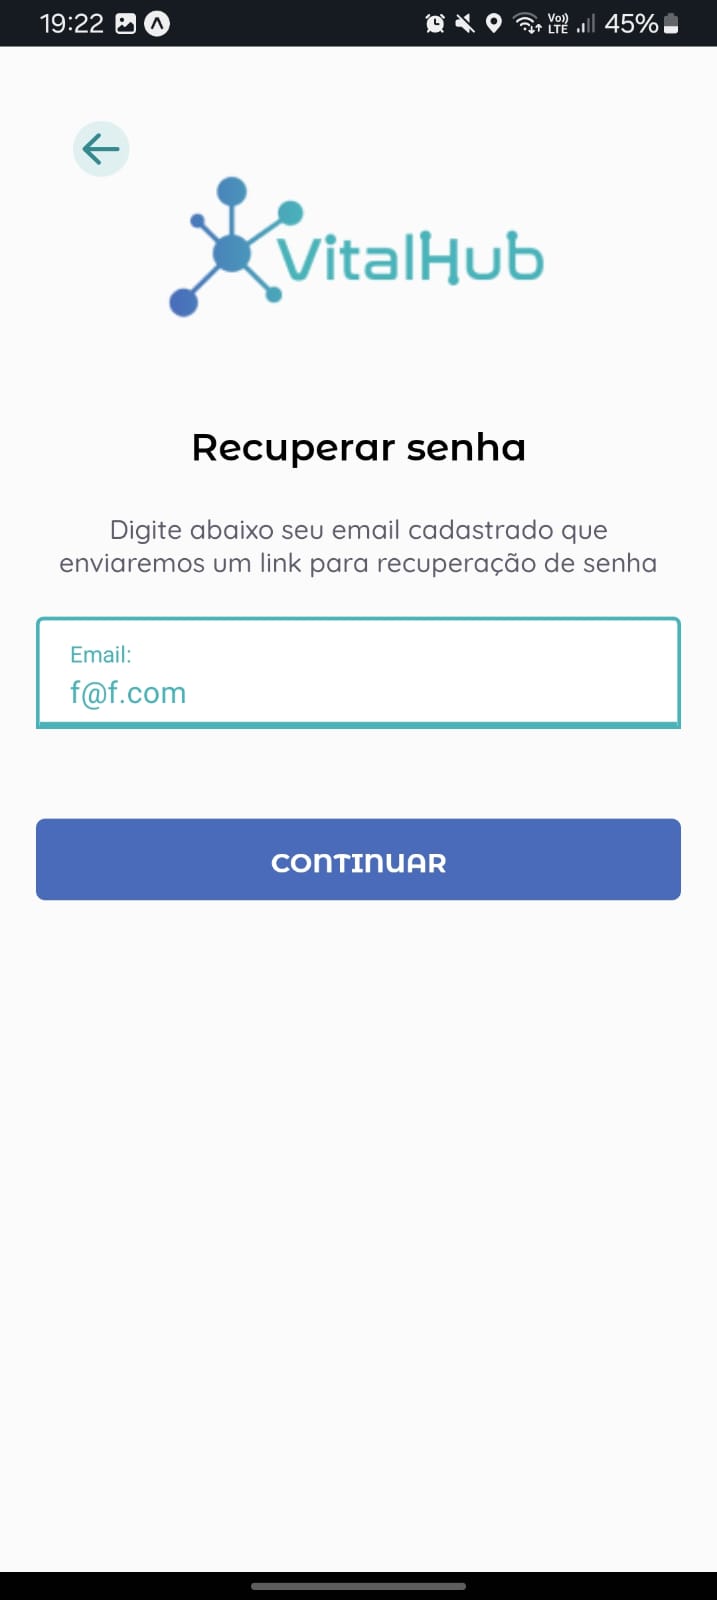 19:22
Vo))
LTE
45%
VitalHub
Recuperar senha
Digite abaixo seu email cadastrado que
enviaremos um link para recuperação de senha
Email:
f@f.com
CONTINUAR